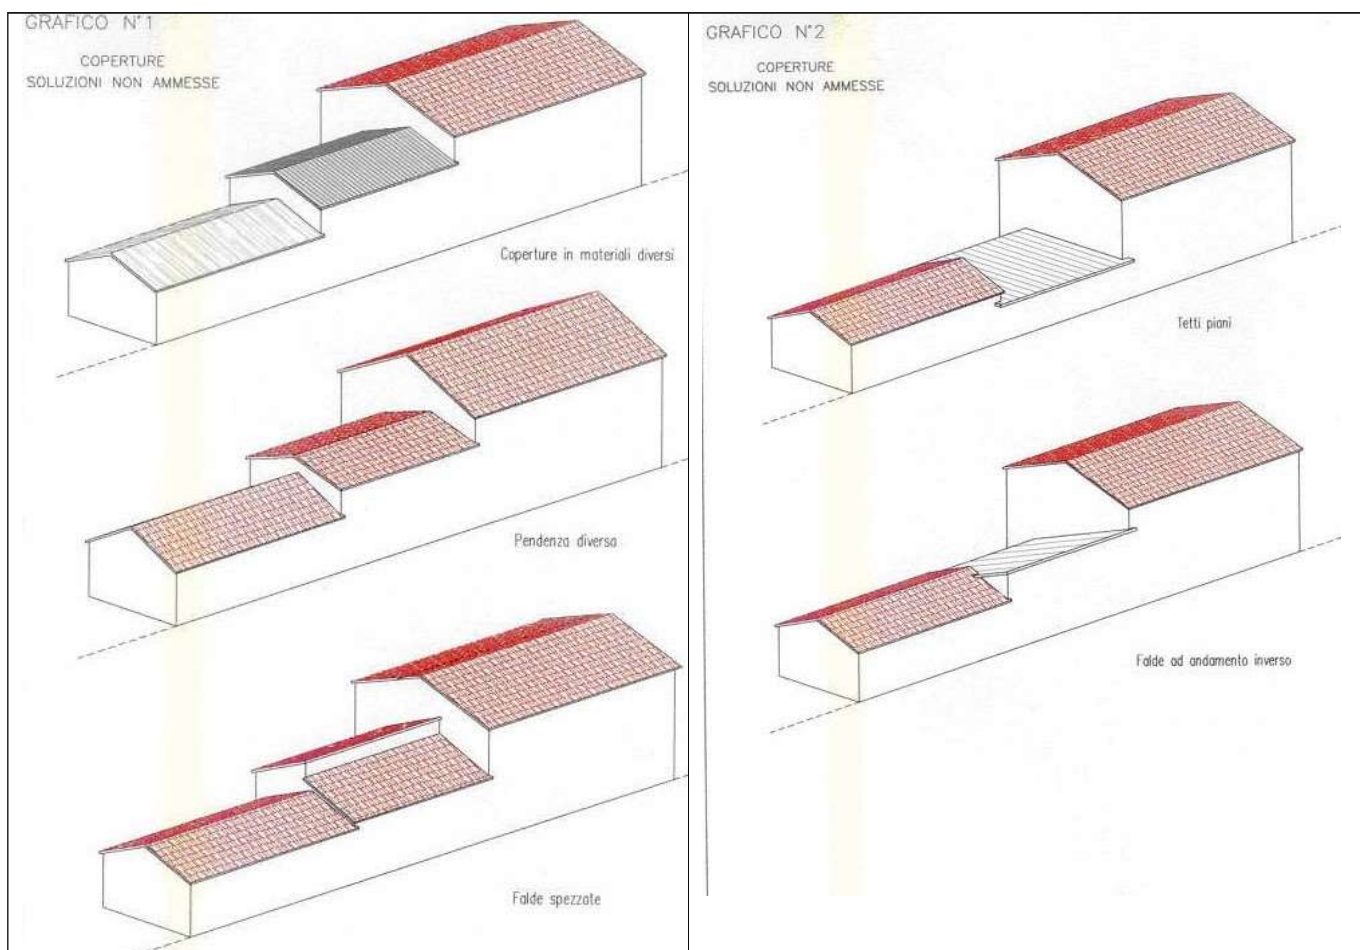 GRAFICO N°1
COPERTURE
SOLUZIONI NON AMMESSE
Coperture in materiali diversi
Pendenza diversa
Falde spezzate
GRAFICO N°2
COPERTURE
SOLUZIONI NON AMMESSE
Tetti piani
Falde ad andamento inverso